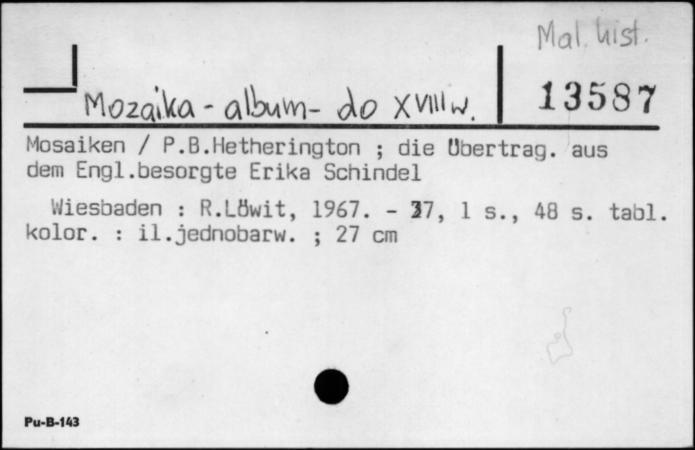 Mal. hist.
13587
Mozaika - album - do XVIII w.
Mosaiken / P.B.Hetherington ; die Übertrag. aus
dem Engl.besorgte Erika Schindel
Wiesbaden : R.Löwit, 1967. - 37, 1 s., 48 s. tabl.
kolor. : il.jednobarw. ; 27 cm
Pu-B-143